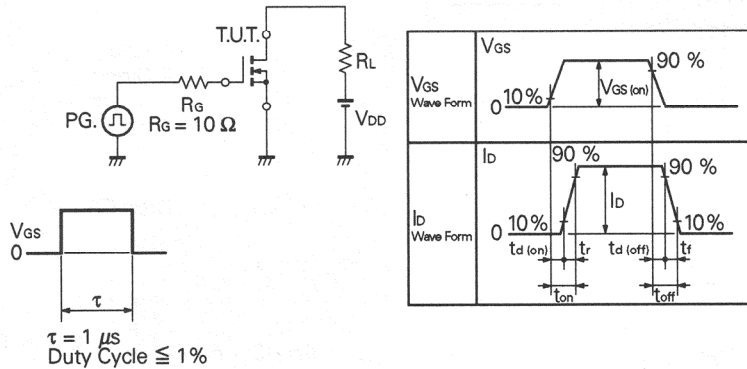 T.U.T.
RL
RG
PG.
RG = 10 Ω
VDD
VGS
0
τ
τ = 1 μs
Duty Cycle ≦ 1%
VGS
Wave Form
VGS
90 %
VGS (on)
10%
0
ID
Wave Form
ID
90 %
90 %
ID
10%
10%
0
td (on)
tr
td (off)
tf
ton
toff